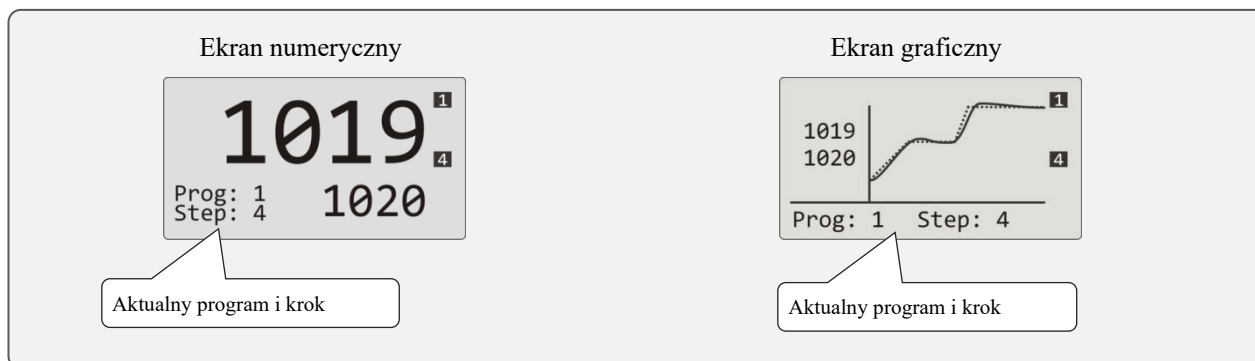 Ekran numeryczny
1019
1
4
Prog: 1
Step: 4
1020
Aktualny program i krok
Ekran graficzny
1019
1020
1
4
Prog: 1 Step: 4
Aktualny program i krok